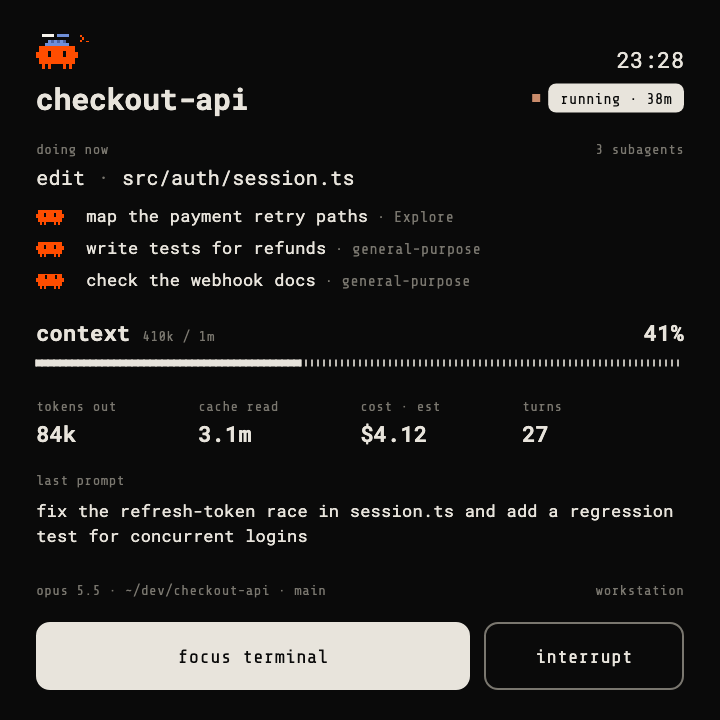 23:28
checkout-api
running · 38m
doing now
3 subagents
edit · src/auth/session.ts
map the payment retry paths · Explore
write tests for refunds · general-purpose
check the webhook docs · general-purpose
context 410k / 1m
41%
tokens out
cache read
cost · est
turns
84k
3.1m
$4.12
27
last prompt
fix the refresh-token race in session.ts and add a regression
test for concurrent logins
opus 5.5 · ~/dev/checkout-api · main
workstation
focus terminal
interrupt